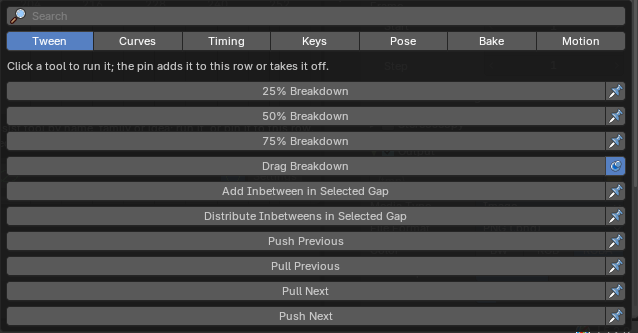 Search
Tween Curves Timing Keys Pose Bake Motion
Click a tool to run it; the pin adds it to this row or takes it off.
25% Breakdown
50% Breakdown
75% Breakdown
Drag Breakdown
Add Inbetween in Selected Gap
Distribute Inbetweens in Selected Gap
Push Previous
Pull Previous
Pull Next
Push Next